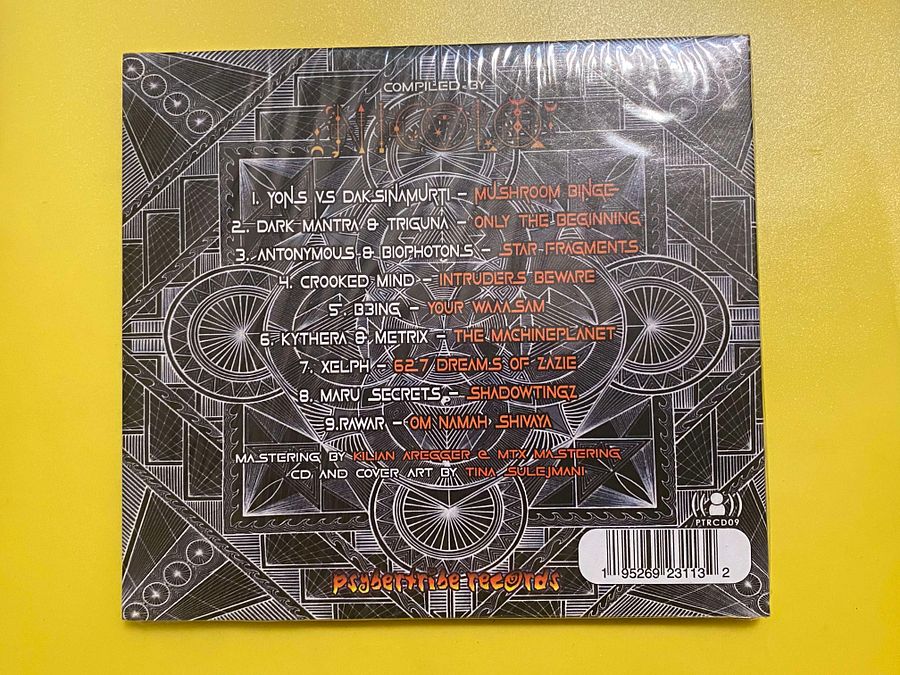 COMPILED BY
1. YONS VS DAKSINAMURTI – MUSHROOM BINGE
2. DARK MANTRA & TRIGUNA – ONLY THE BEGINNING
3. ANTONYMOUS & BIOPHOTONS – STAR FRAGMENTS
4. CROOKED MIND – INTRUDERS BEWARE
5. B3ING – YOUR WAAASAM
6. KYTHERA & METRIX – THE MACHINEPLANET
7. XELPH – 62.7 DREAMS OF ZAZIE
8. MARU SECRETS – SHADOWTINGZ
9.RAWAR – OM NAMAH SHIVAYA
MASTERING BY KILIAN AREGGER @ MTX MASTERING
CD AND COVER ART BY TINA SULEJMANI
PTRCD09
psybertribe rec@rds
1 95269 23113 2